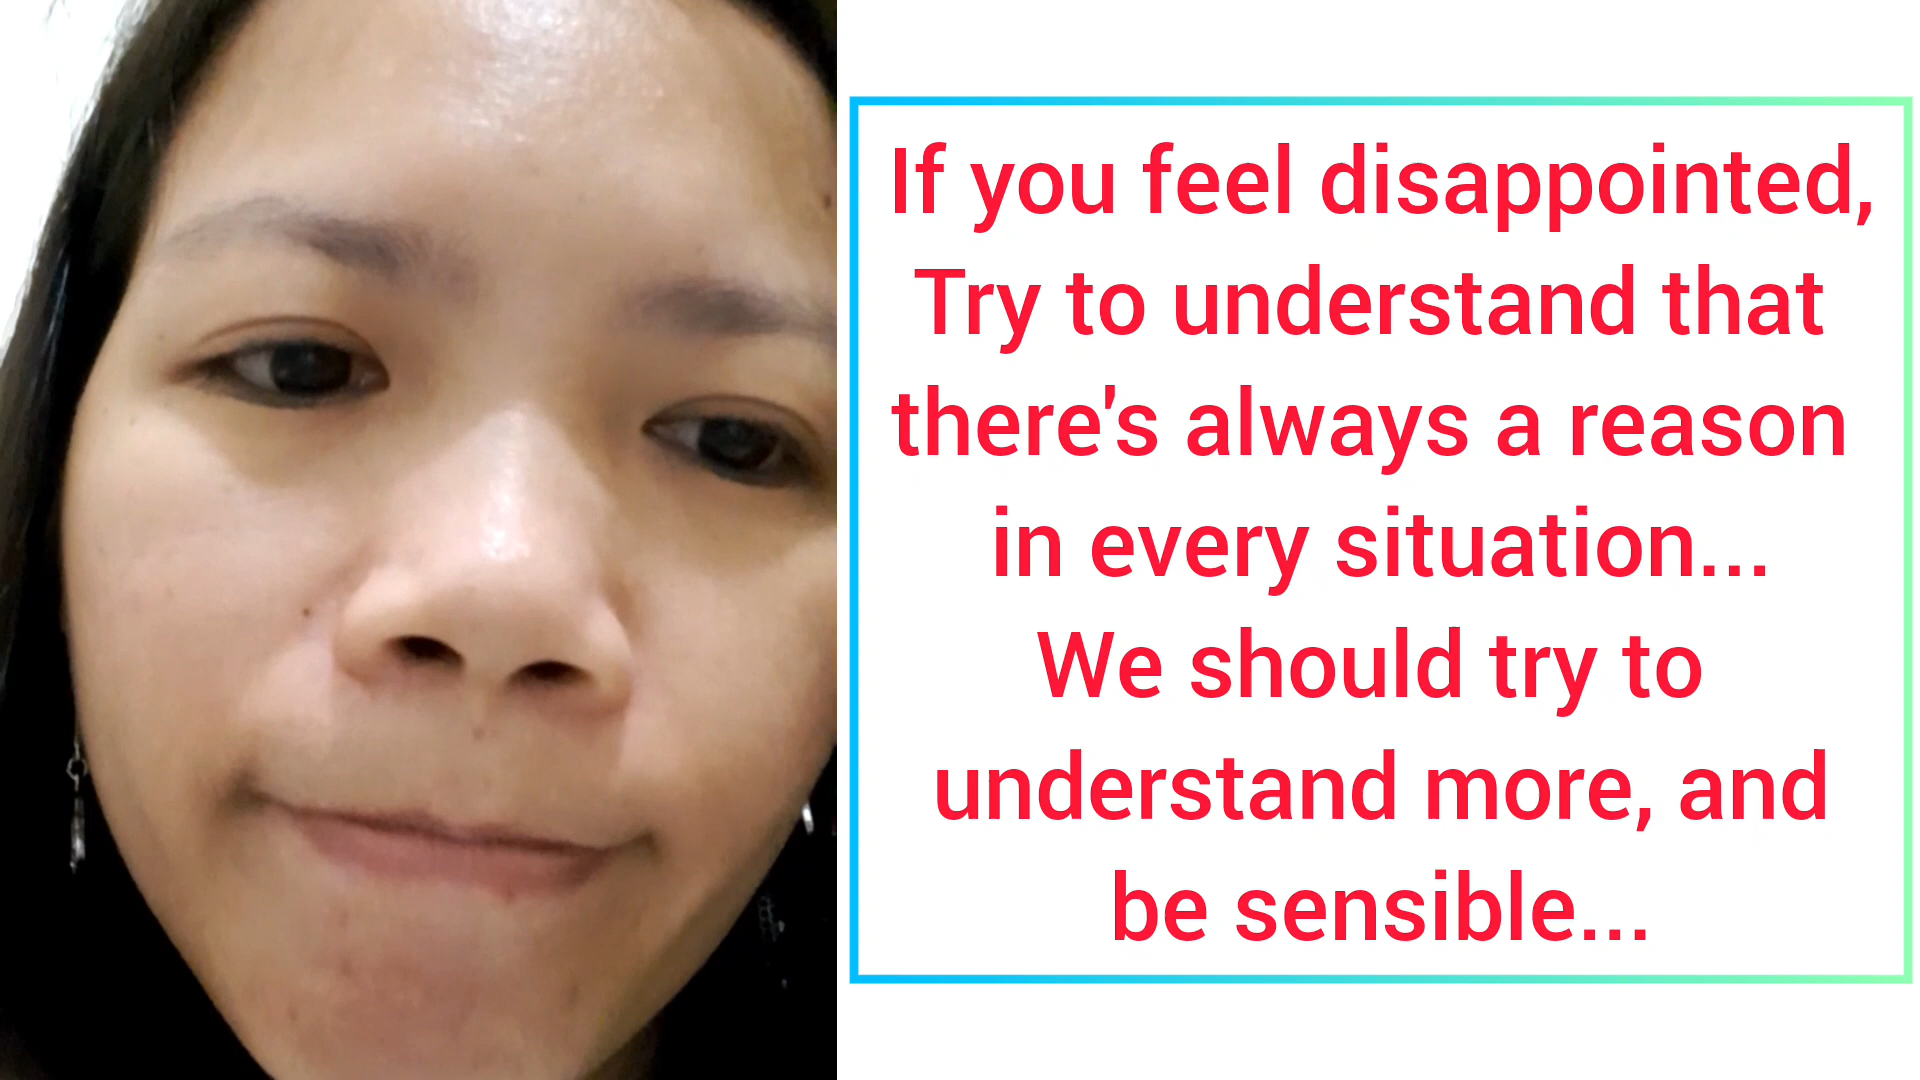 If you feel disappointed,
Try to understand that
there's always a reason
in every situation...
We should try to
understand more, and
be sensible...